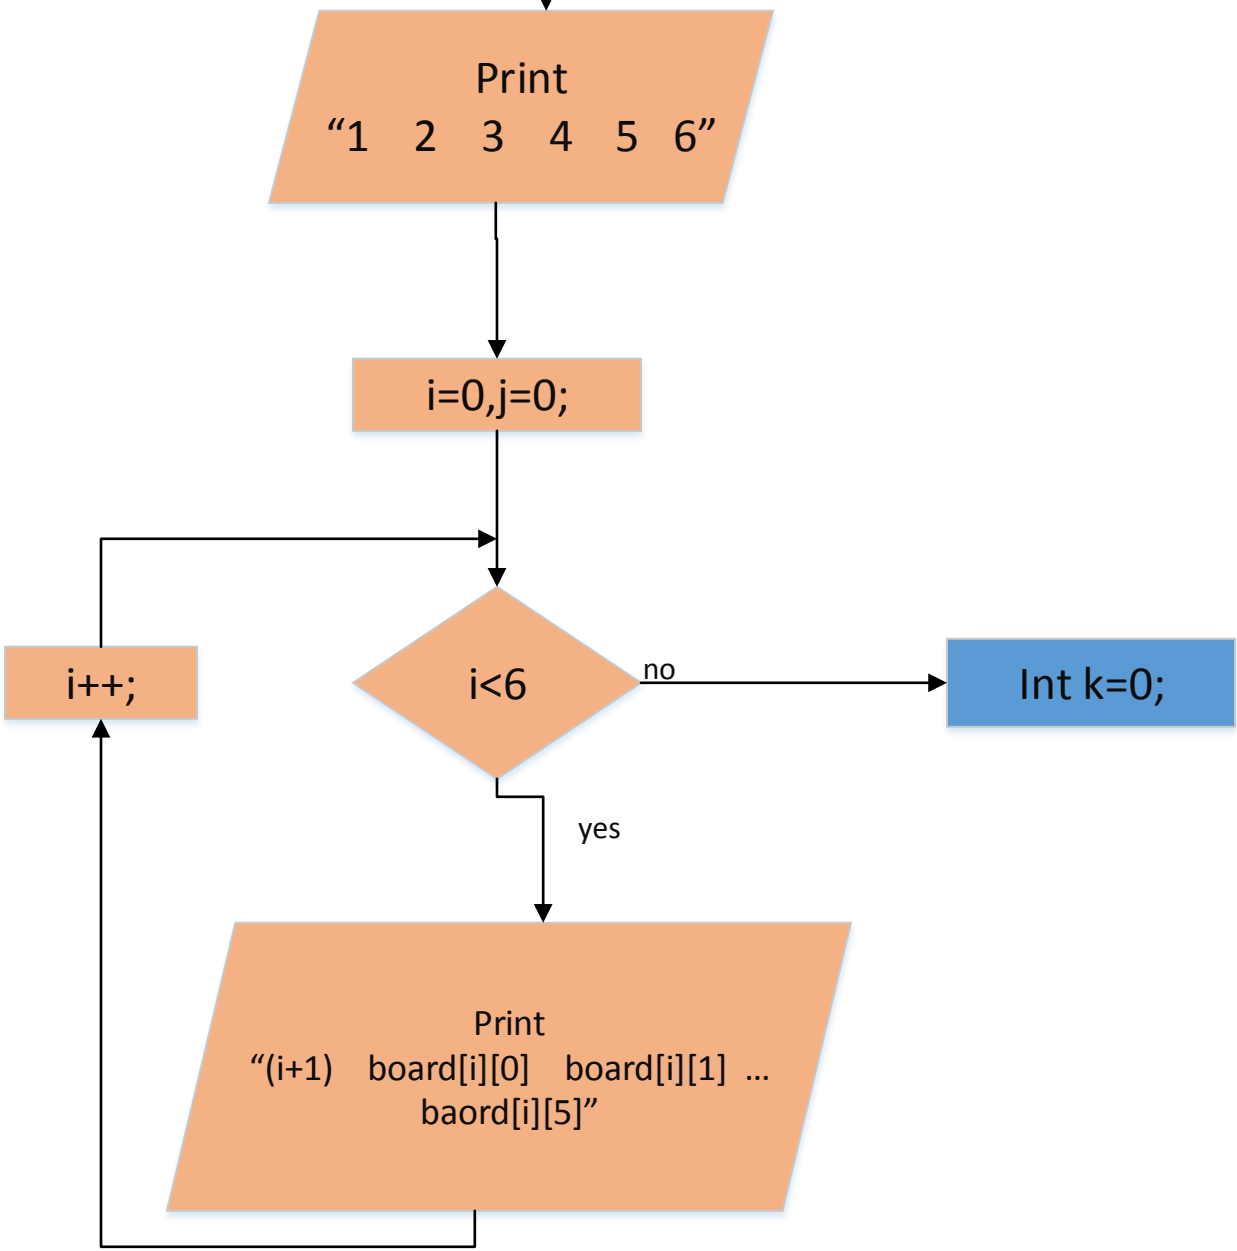 Print
“1 2 3 4 5 6”
i=0,j=0;
i++;
i<6
no
Int k=0;
yes
Print
“(i+1) board[i][0] board[i][1] ...
baord[i][5]”